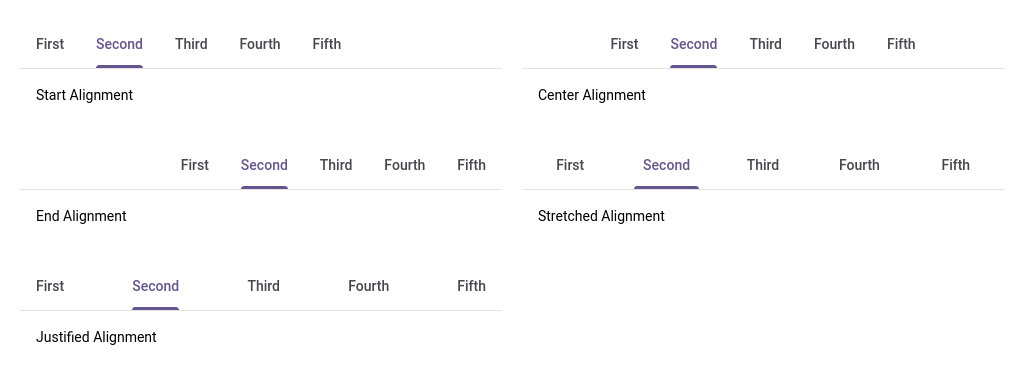 First Second Third Fourth Fifth
Start Alignment
First Second Third Fourth Fifth
Center Alignment
First Second Third Fourth Fifth
End Alignment
First Second Third Fourth Fifth
Stretched Alignment
First Second Third Fourth Fifth
Justified Alignment